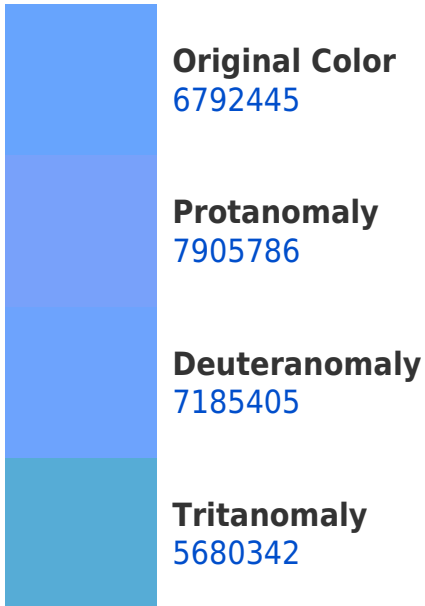 Original Color
6792445
Protanomaly
7905786
Deuteranomaly
7185405
Tritanomaly
5680342